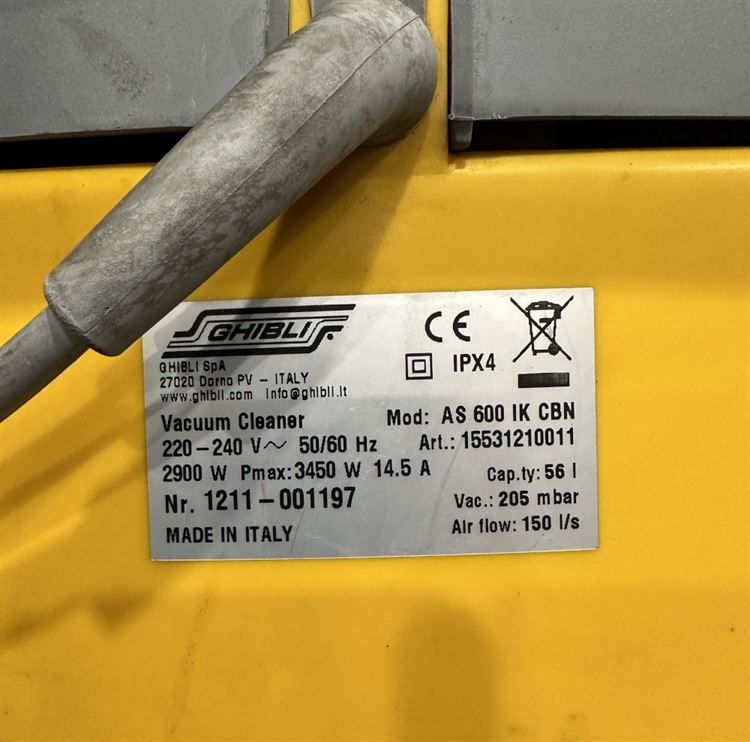 GHIBLI
CE
IPX4
GHIBLI SpA
27020 Dorno PV – ITALY
www.ghibli.com info@ghibli.it
Vacuum Cleaner Mod: AS 600 IK CBN
220–240 V~ 50/60 Hz Art.: 15531210011
2900 W Pmax:3450 W 14.5 A Cap.ty: 56 l
Nr. 1211–001197 Vac.: 205 mbar
MADE IN ITALY Air flow: 150 l/s